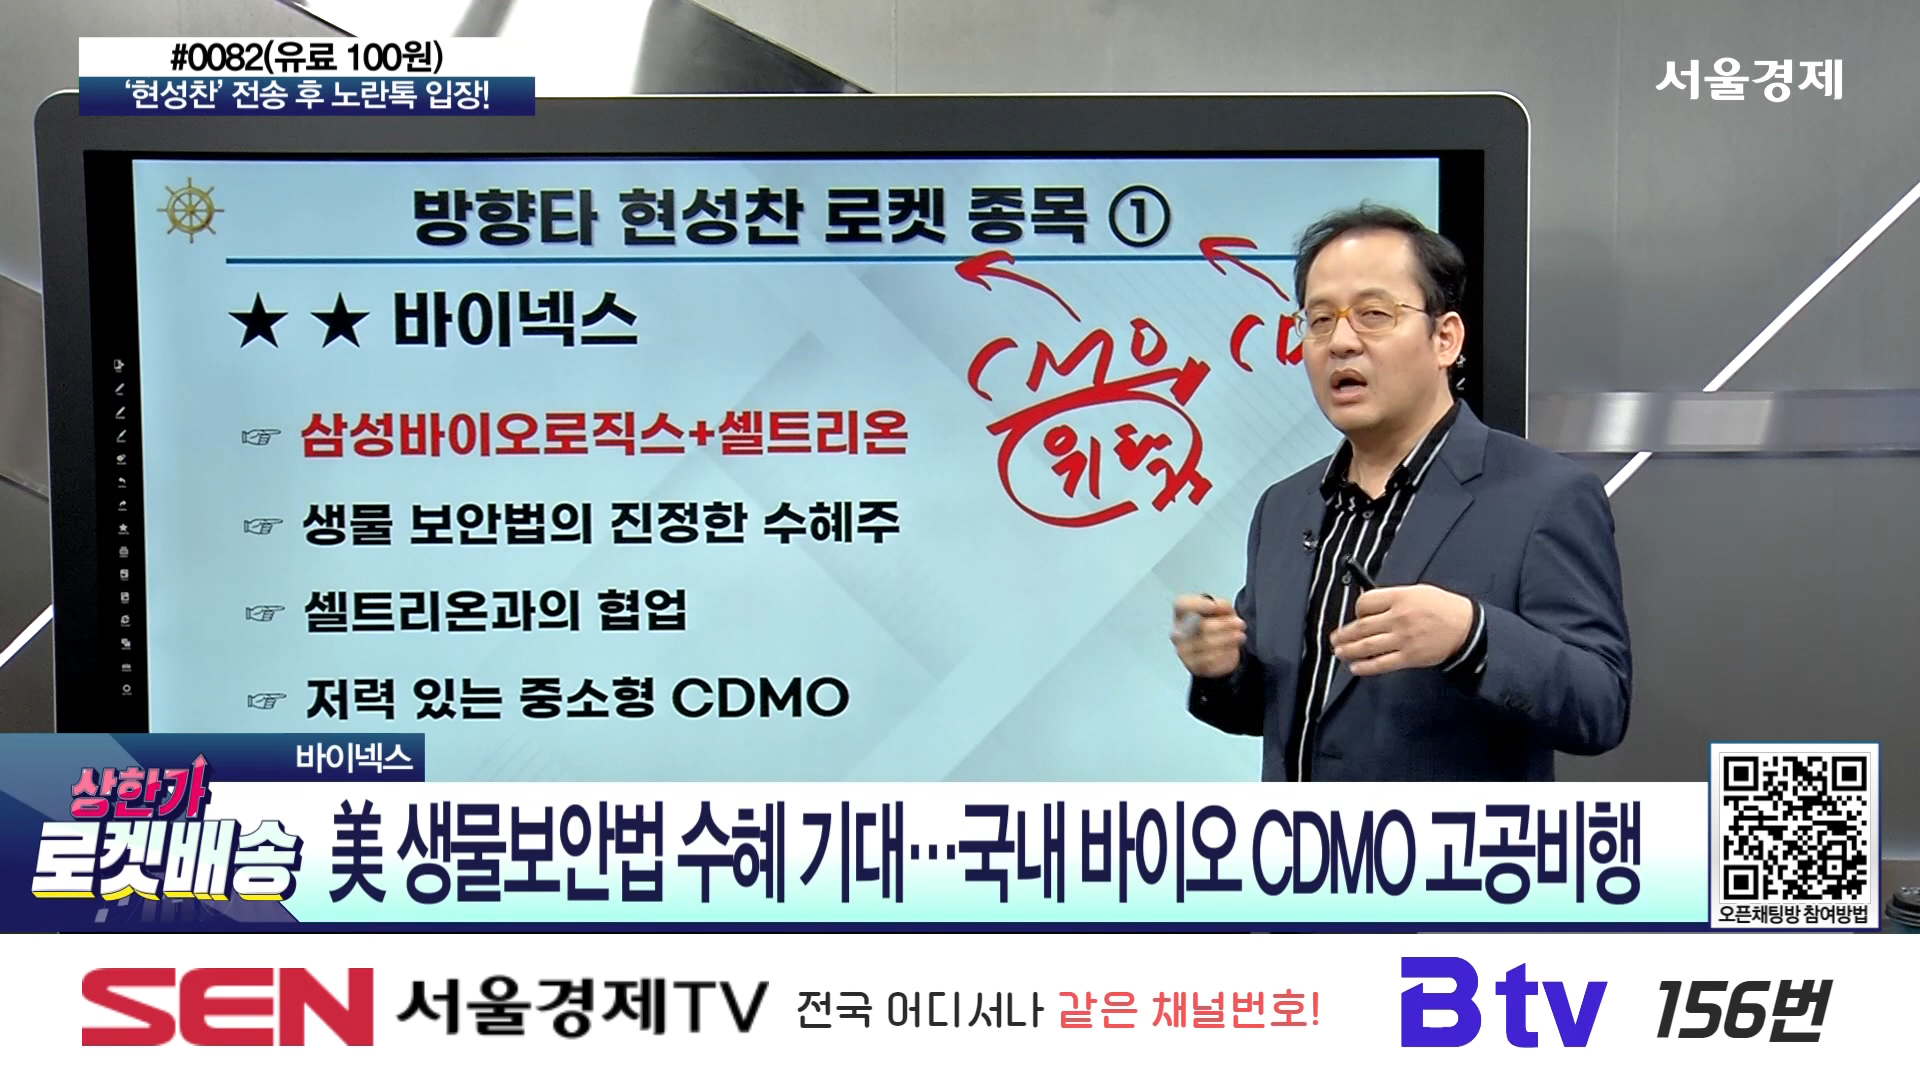 #0082(유료 100원)
‘현성찬’ 전송 후 노란톡 입장!
서울경제
방향타 현성찬 로켓 종목 ①
★ ★ 바이넥스
CMO
CD
위탁
☞ 삼성바이오로직스+셀트리온
☞ 생물 보안법의 진정한 수혜주
☞ 셀트리온과의 협업
☞ 저력 있는 중소형 CDMO
바이넥스
상한가
로켓배송
美 생물보안법 수혜 기대…국내 바이오 CDMO 고공비행
오픈채팅방 참여방법
SEN 서울경제TV 전국 어디서나 같은 채널번호! B tv 156번